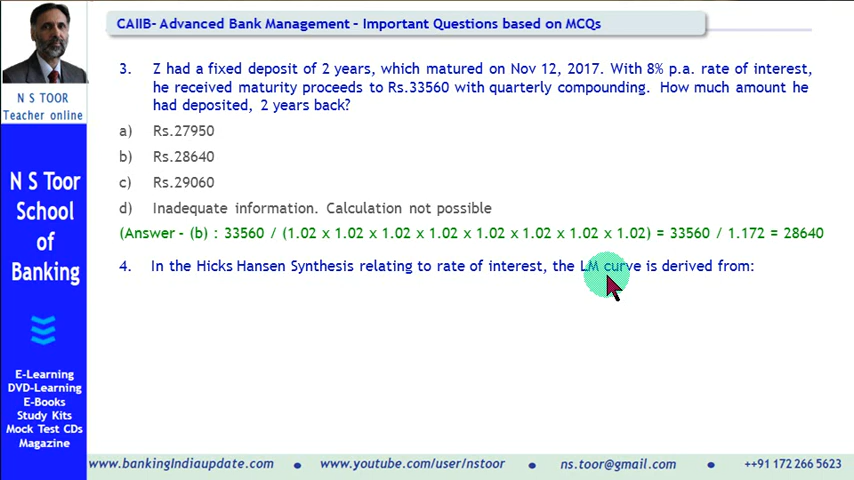 CAIIB- Advanced Bank Management – Important Questions based on MCQs
N S TOOR
Teacher online
N S Toor
School
of
Banking
E-Learning
DVD-Learning
E-Books
Study Kits
Mock Test CDs
Magazine
3. Z had a fixed deposit of 2 years, which matured on Nov 12, 2017. With 8% p.a. rate of interest,
he received maturity proceeds to Rs.33560 with quarterly compounding. How much amount he
had deposited, 2 years back?
a) Rs.27950
b) Rs.28640
c) Rs.29060
d) Inadequate information. Calculation not possible
(Answer - (b) : 33560 / (1.02 x 1.02 x 1.02 x 1.02 x 1.02 x 1.02 x 1.02 x 1.02) = 33560 / 1.172 = 28640
4. In the Hicks Hansen Synthesis relating to rate of interest, the LM curve is derived from:
www.bankingIndiaupdate.com ● www.youtube.com/user/nstoor ● ns.toor@gmail.com ● ++91 172 266 5623